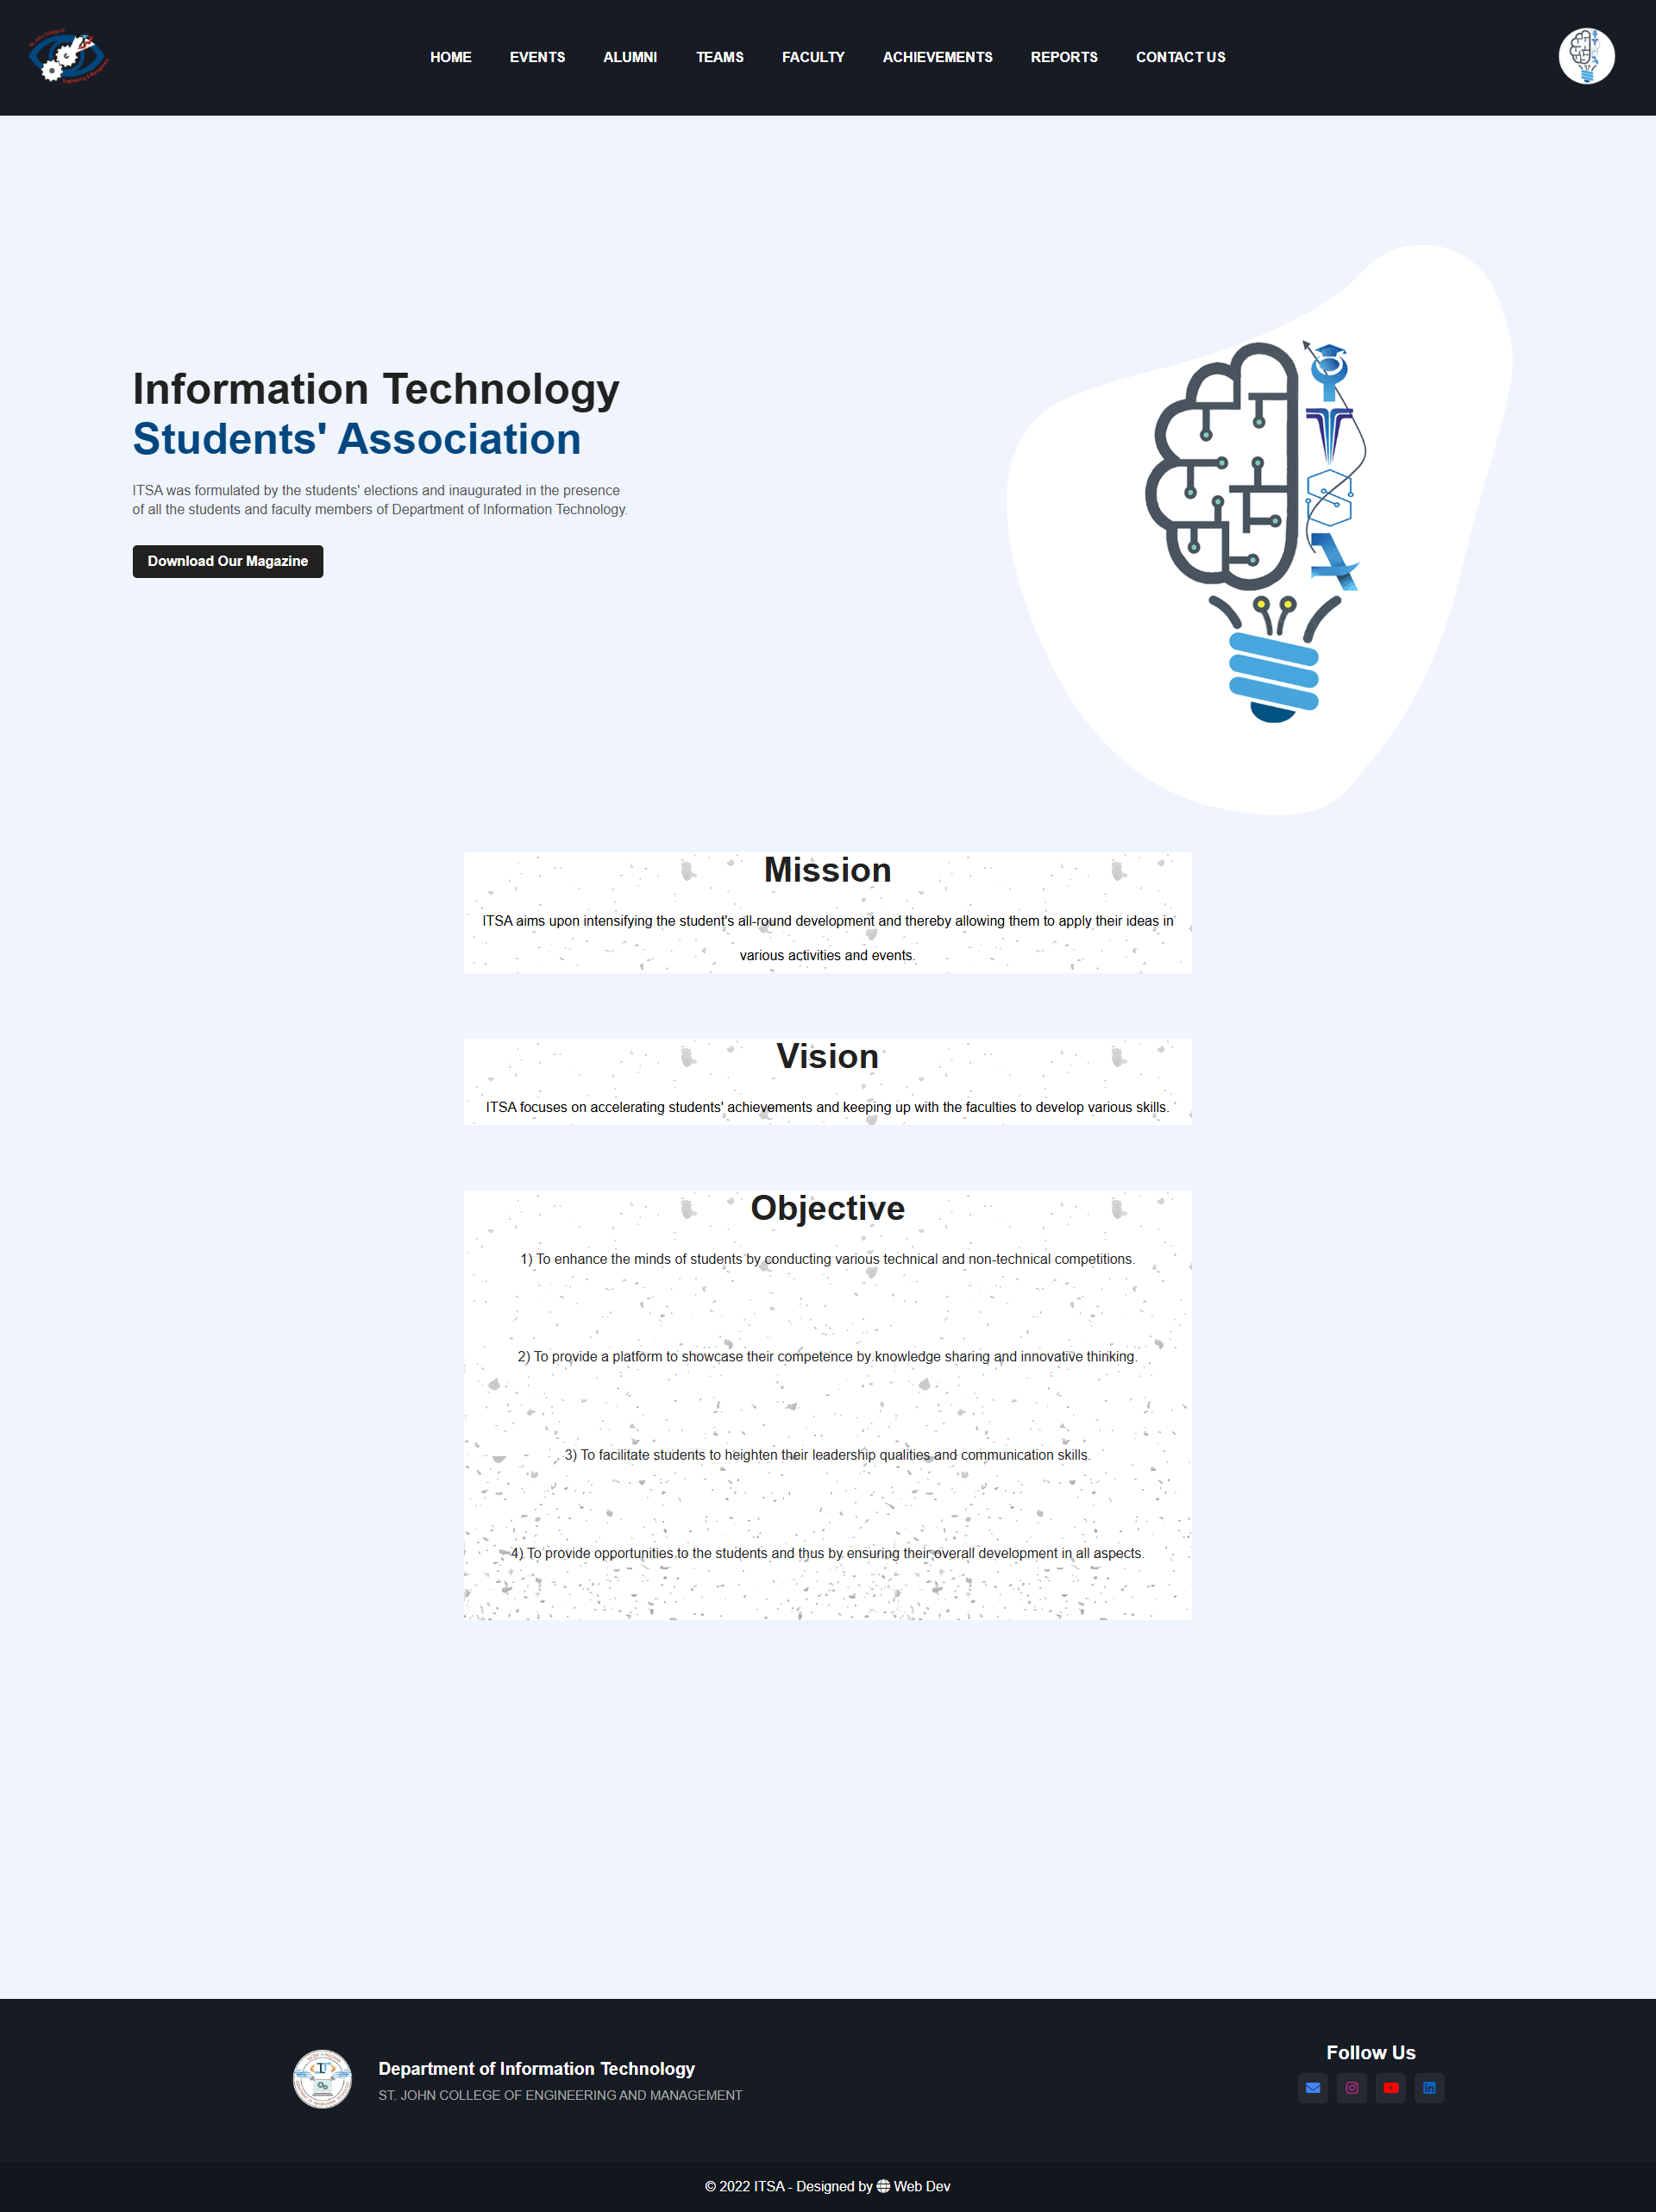 HOME EVENTS ALUMNI TEAMS FACULTY ACHIEVEMENTS REPORTS CONTACT US
Information Technology
Students' Association
ITSA was formulated by the students' elections and inaugurated in the presence
of all the students and faculty members of Department of Information Technology.
Download Our Magazine
Mission
ITSA aims upon intensifying the student's all-round development and thereby allowing them to apply their ideas in
various activities and events.
Vision
ITSA focuses on accelerating students' achievements and keeping up with the faculties to develop various skills.
Objective
1) To enhance the minds of students by conducting various technical and non-technical competitions.
2) To provide a platform to showcase their competence by knowledge sharing and innovative thinking.
3) To facilitate students to heighten their leadership qualities and communication skills.
4) To provide opportunities to the students and thus by ensuring their overall development in all aspects.
Department of Information Technology
ST. JOHN COLLEGE OF ENGINEERING AND MANAGEMENT
Follow Us
© 2022 ITSA - Designed by Web Dev